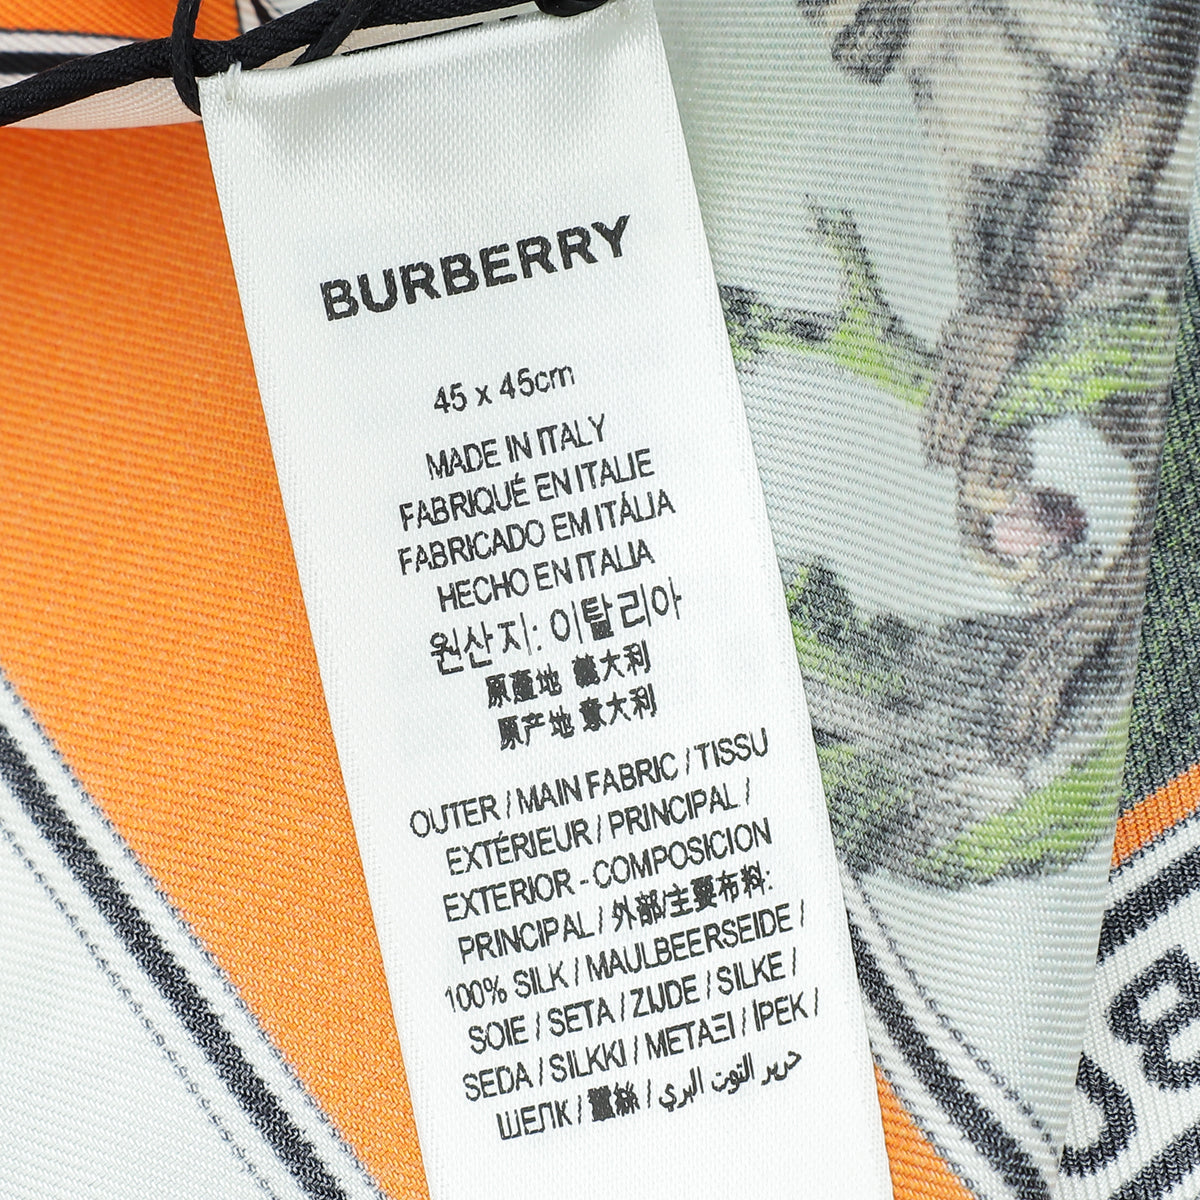 BURBERRY
45 x 45cm
MADE IN ITALY
FABRIQUÉ EN ITALIE
FABRICADO EM ITÁLIA
HECHO EN ITALIA
원산지: 이탈리아
原產地 義大利
原产地 意大利
OUTER / MAIN FABRIC / TISSU
EXTÉRIEUR / PRINCIPAL /
EXTERIOR - COMPOSICION
PRINCIPAL / 外部/主要布料:
100% SILK / MAULBEERSEIDE /
SOIE / SETA / ZIJDE / SILKE /
SEDA / SILKKI / ΜΕΤΑΞΙ / İPEK /
ШЕЛК / 蠶絲 / حرير التوت البري